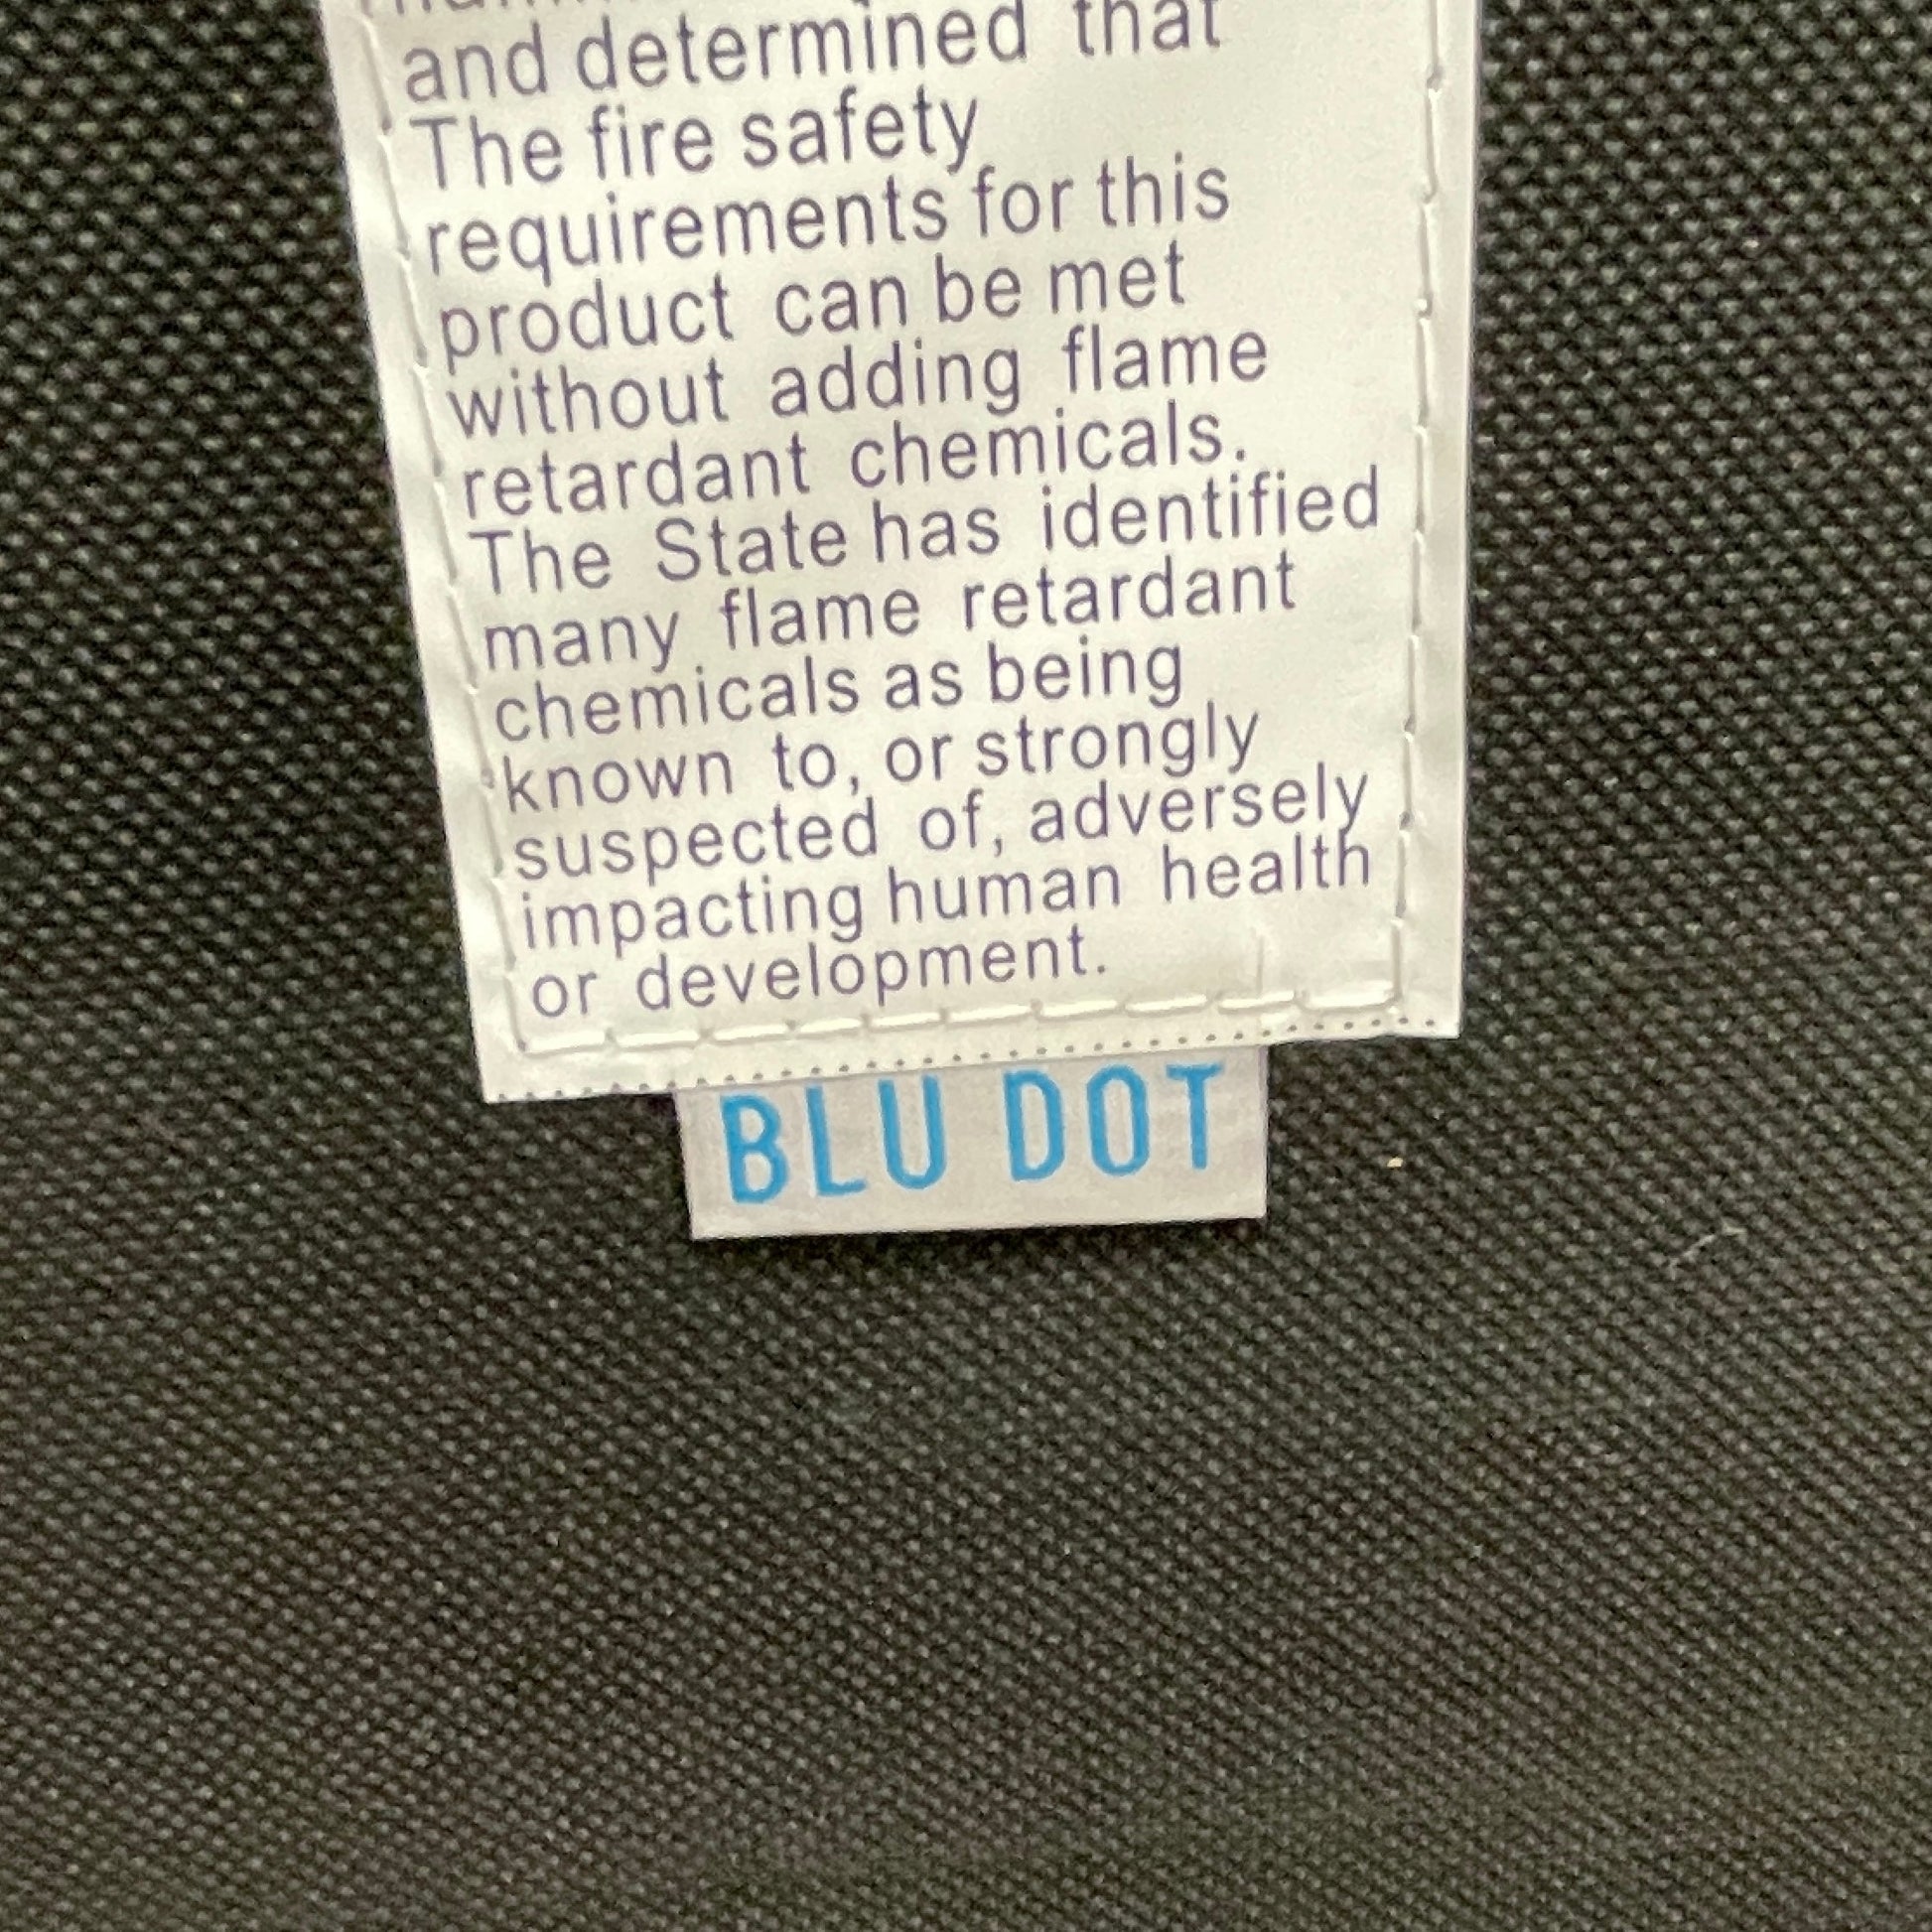 and determined that
The fire safety
requirements for this
product can be met
without adding flame
retardant chemicals.
The State has identified
many flame retardant
chemicals as being
known to, or strongly
suspected of, adversely
impacting human health
or development.
BLU DOT